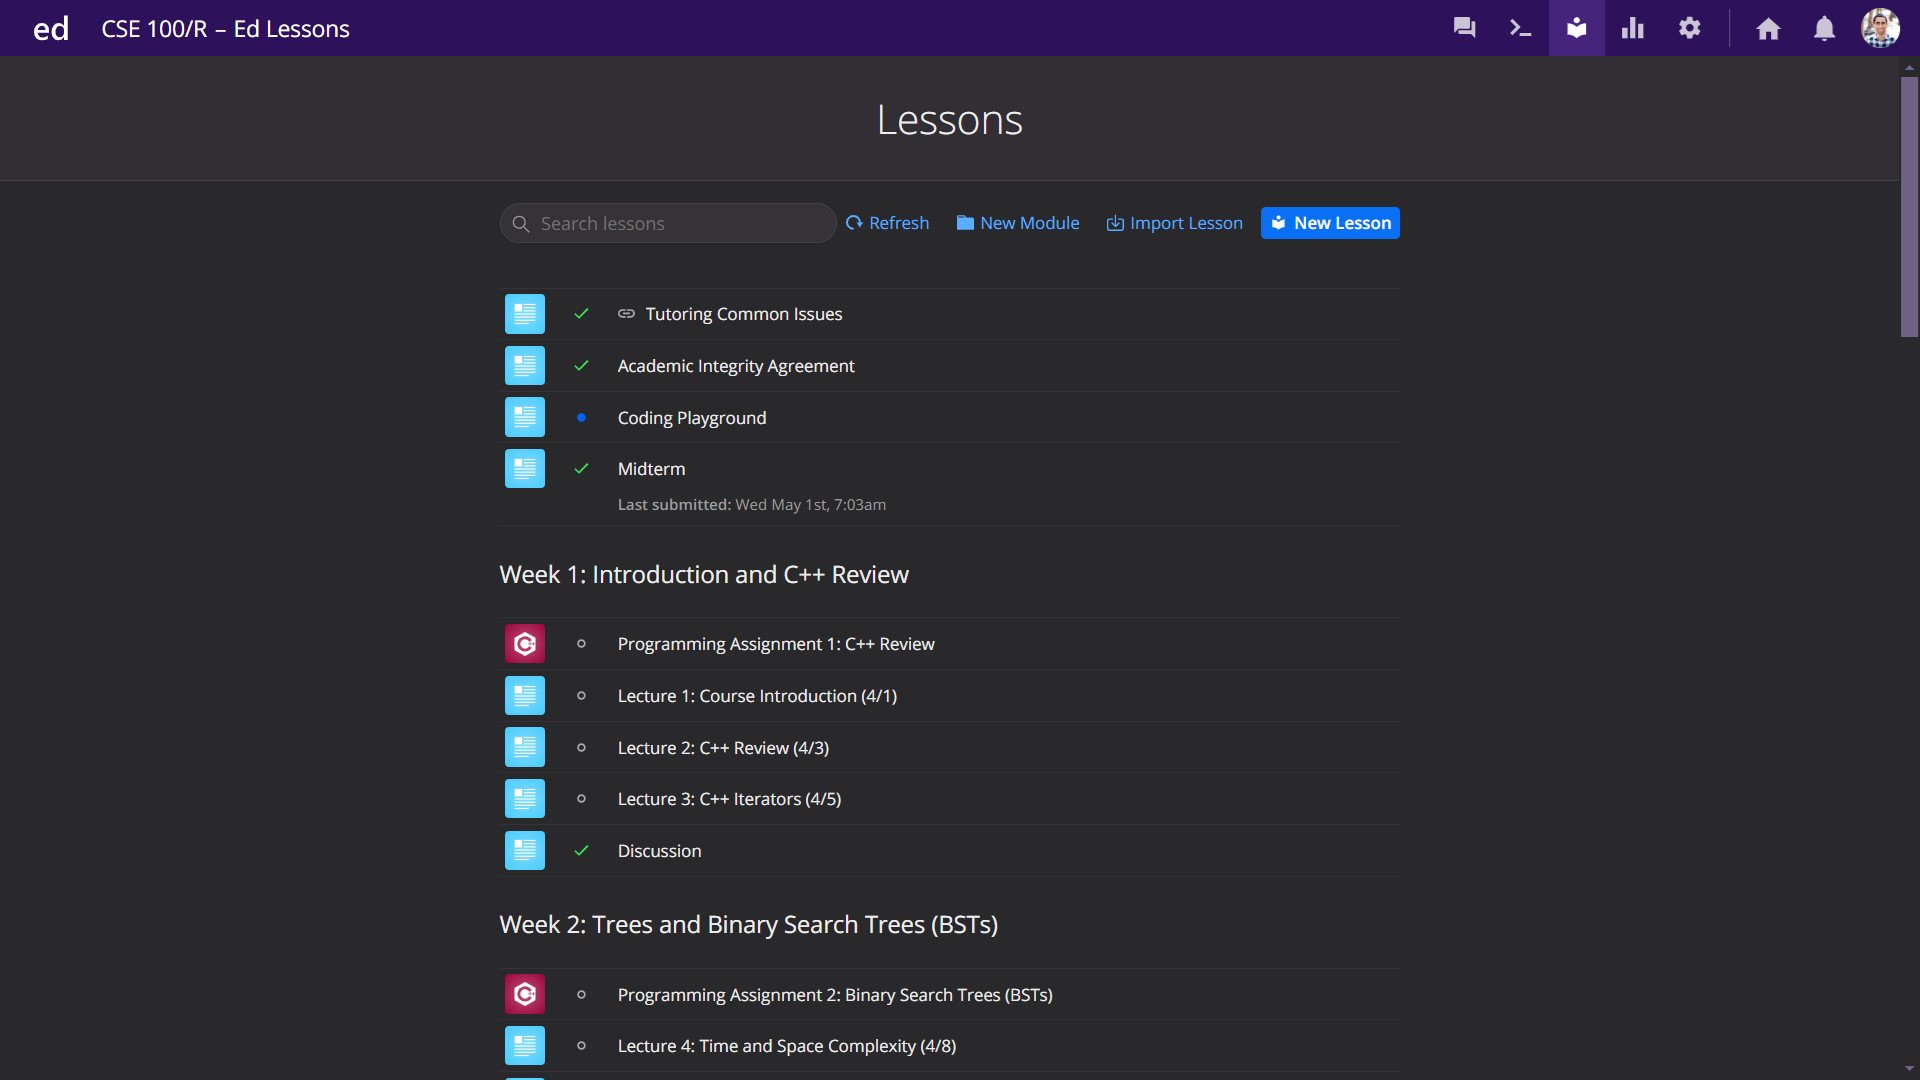 ed CSE 100/R – Ed Lessons
Lessons
Search lessons Refresh New Module Import Lesson New Lesson
Tutoring Common Issues
Academic Integrity Agreement
Coding Playground
Midterm
Last submitted: Wed May 1st, 7:03am
Week 1: Introduction and C++ Review
Programming Assignment 1: C++ Review
Lecture 1: Course Introduction (4/1)
Lecture 2: C++ Review (4/3)
Lecture 3: C++ Iterators (4/5)
Discussion
Week 2: Trees and Binary Search Trees (BSTs)
Programming Assignment 2: Binary Search Trees (BSTs)
Lecture 4: Time and Space Complexity (4/8)